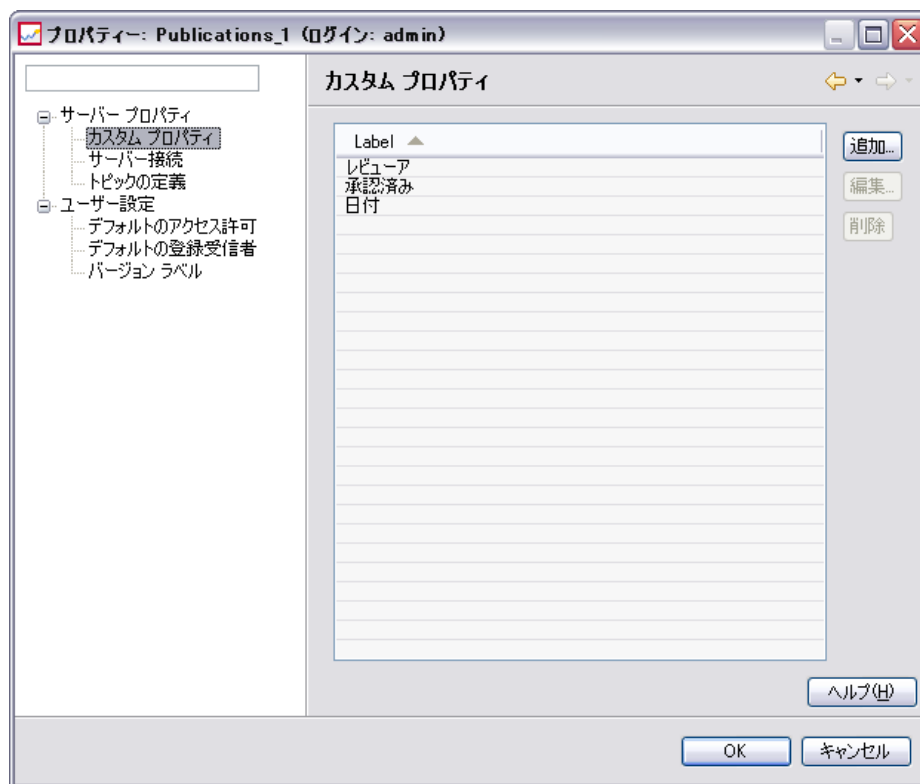 プロパティー: Publications_1 (ログイン: admin)
カスタム プロパティ
サーバー プロパティ
カスタム プロパティ
サーバー接続
トピックの定義
ユーザー設定
デフォルトのアクセス許可
デフォルトの登録受信者
バージョン ラベル
Label
レビューア
承認済み
日付
追加...
編集...
削除
ヘルプ(H)
OK
キャンセル